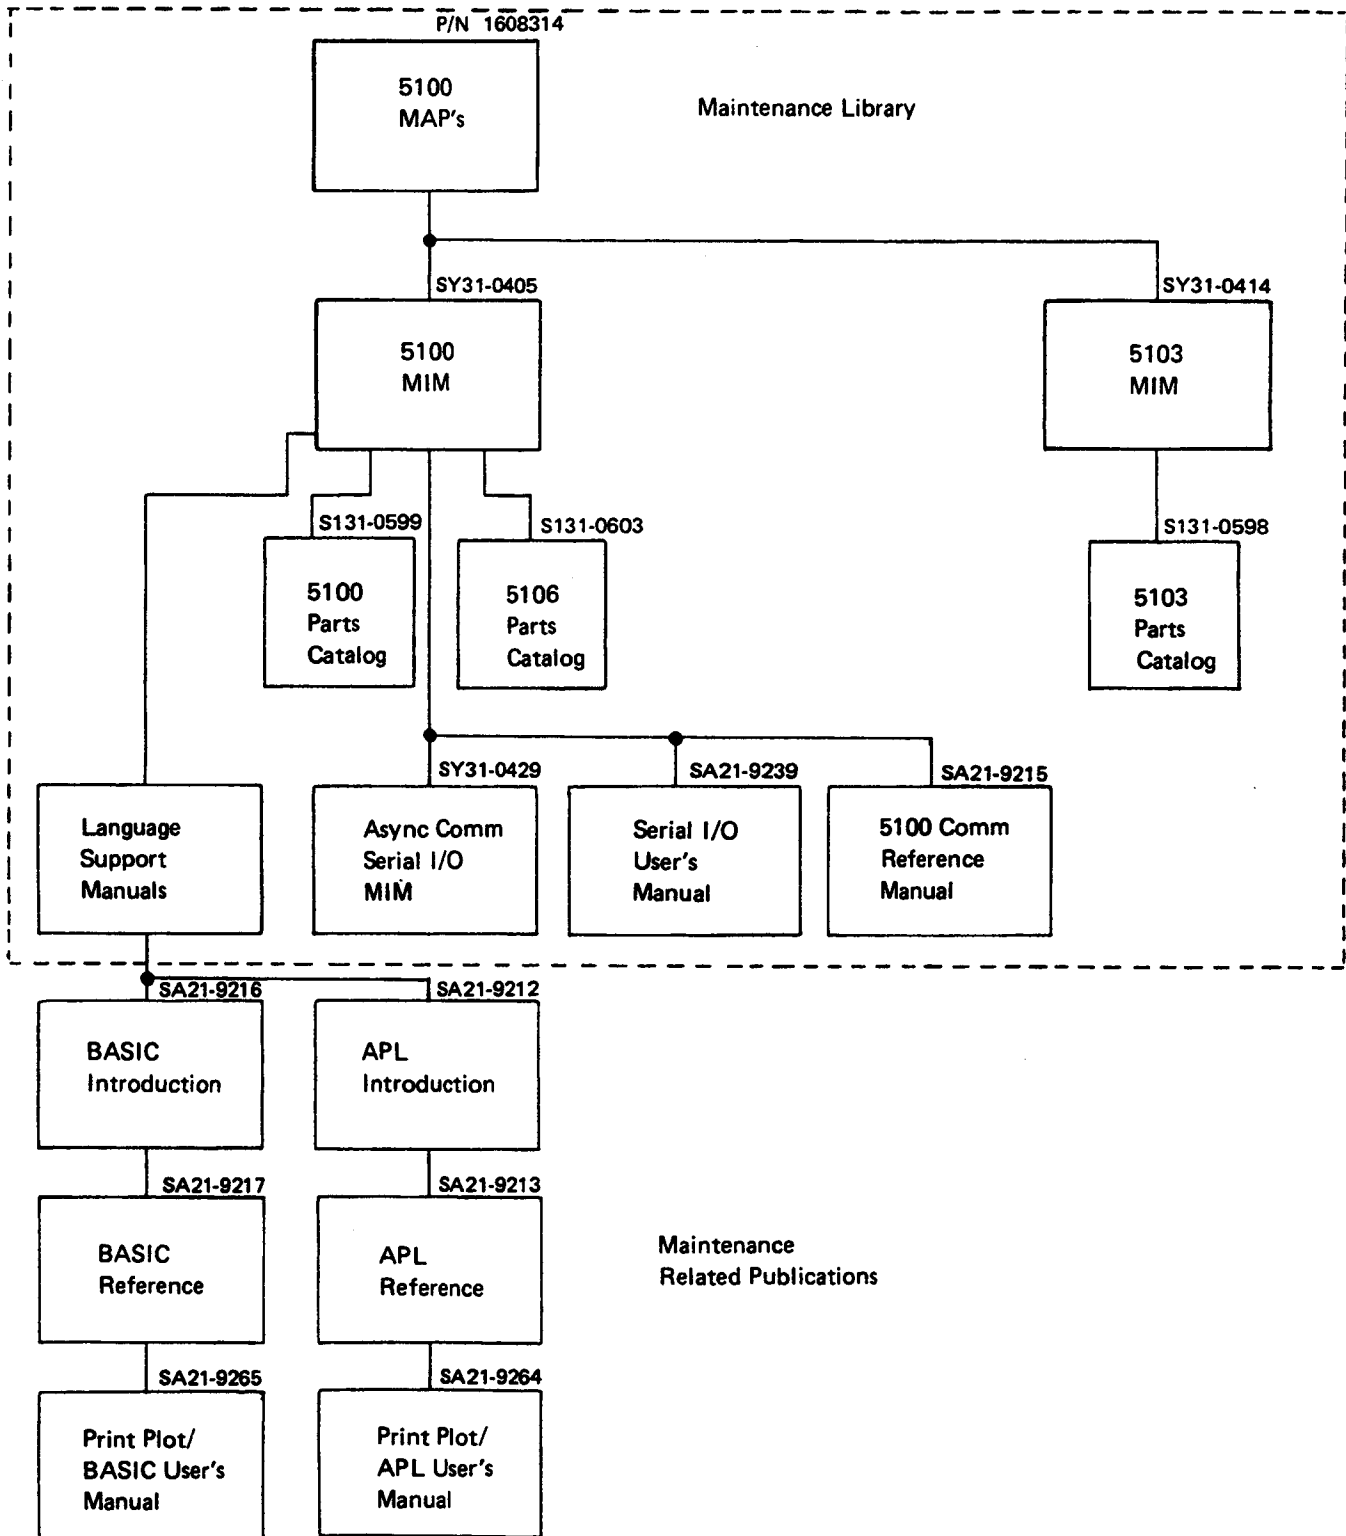 P/N 1608314
5100
MAP's
Maintenance Library
SY31-0405
5100
MIM
SY31-0414
5103
MIM
S131-0599
5100
Parts
Catalog
S131-0603
5106
Parts
Catalog
S131-0598
5103
Parts
Catalog
Language
Support
Manuals
SY31-0429
Async Comm
Serial I/O
MIM
SA21-9239
Serial I/O
User's
Manual
SA21-9215
5100 Comm
Reference
Manual
SA21-9216
BASIC
Introduction
SA21-9212
APL
Introduction
SA21-9217
BASIC
Reference
SA21-9213
APL
Reference
Maintenance
Related Publications
SA21-9265
Print Plot/
BASIC User's
Manual
SA21-9264
Print Plot/
APL User's
Manual